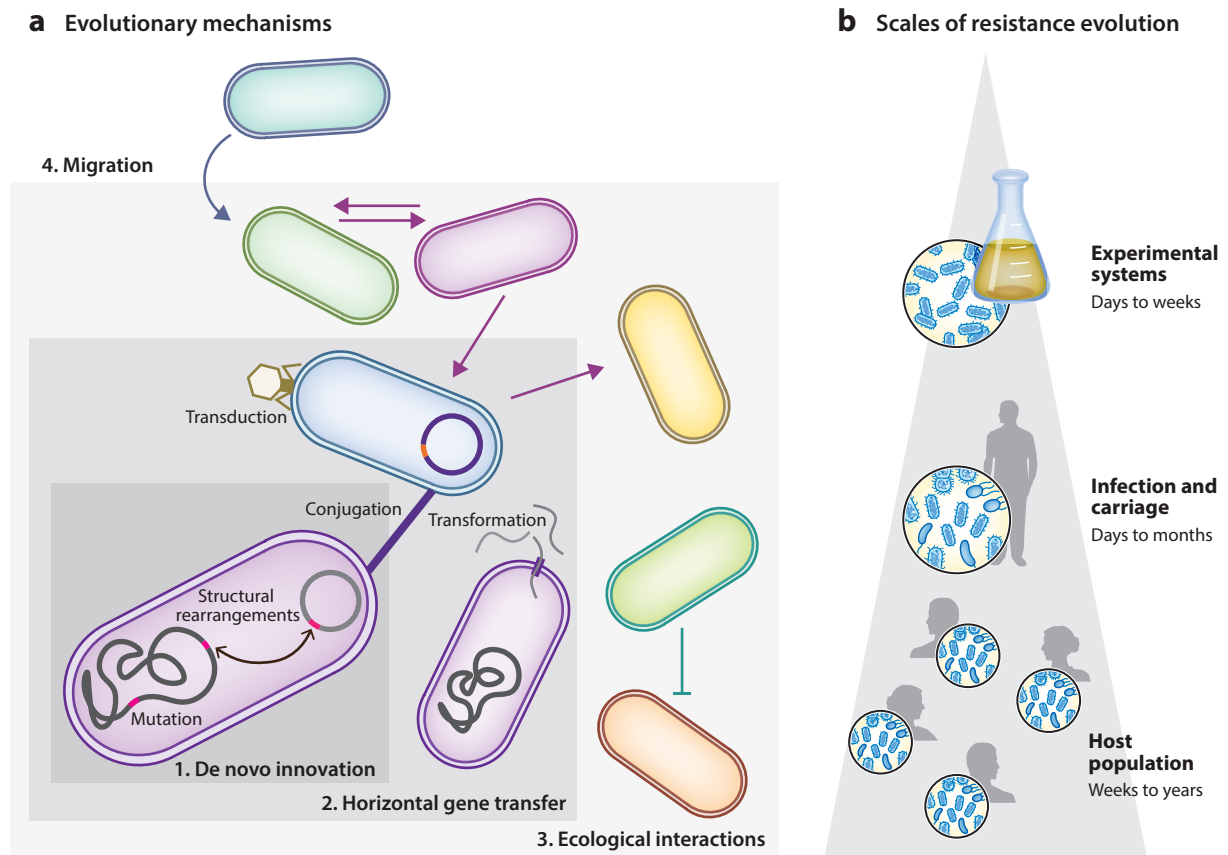 a Evolutionary mechanisms
4. Migration
Transduction
Conjugation
Transformation
Structural
rearrangements
Mutation
1. De novo innovation
2. Horizontal gene transfer
3. Ecological interactions
b Scales of resistance evolution
Experimental
systems
Days to weeks
Infection and
carriage
Days to months
Host
population
Weeks to years